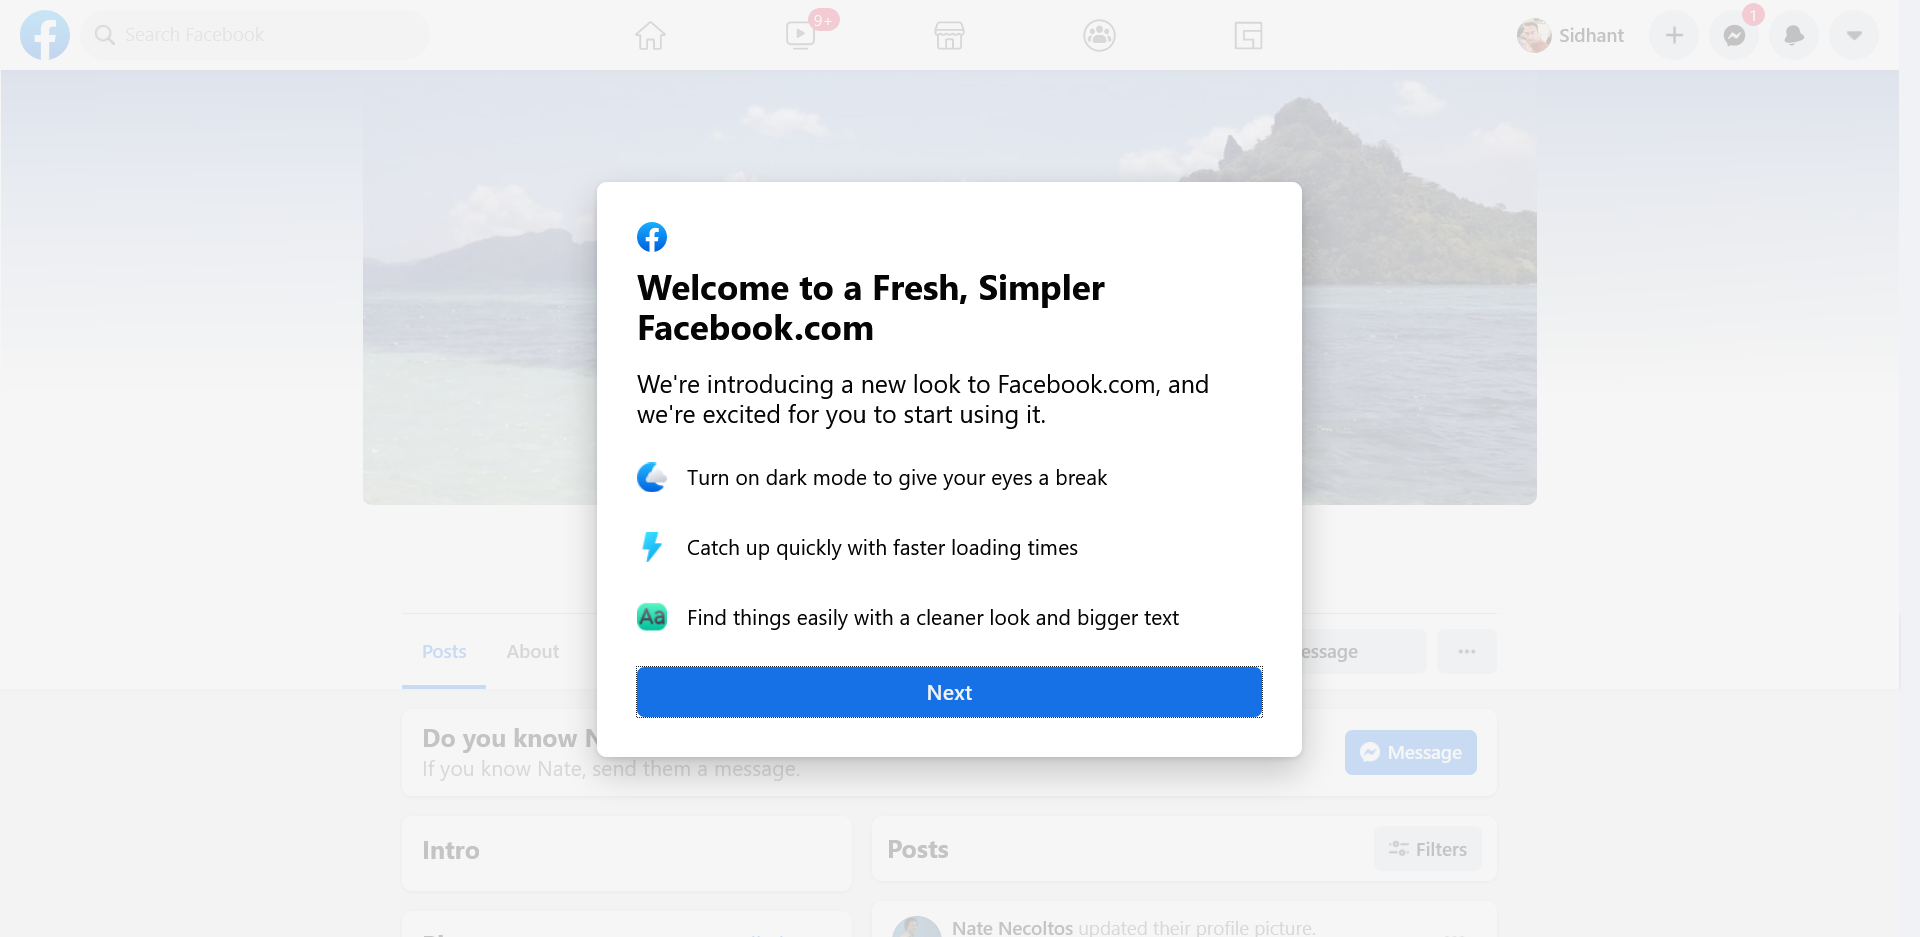 Search Facebook
9+
Sidhant
1
Welcome to a Fresh, Simpler
Facebook.com
We're introducing a new look to Facebook.com, and
we're excited for you to start using it.
Turn on dark mode to give your eyes a break
Catch up quickly with faster loading times
Aa
Find things easily with a cleaner look and bigger text
Posts
About
Next
Do you know
If you know Nate, send them a message.
Message
Intro
Posts
Filters
Nate Necoltos updated their profile picture.